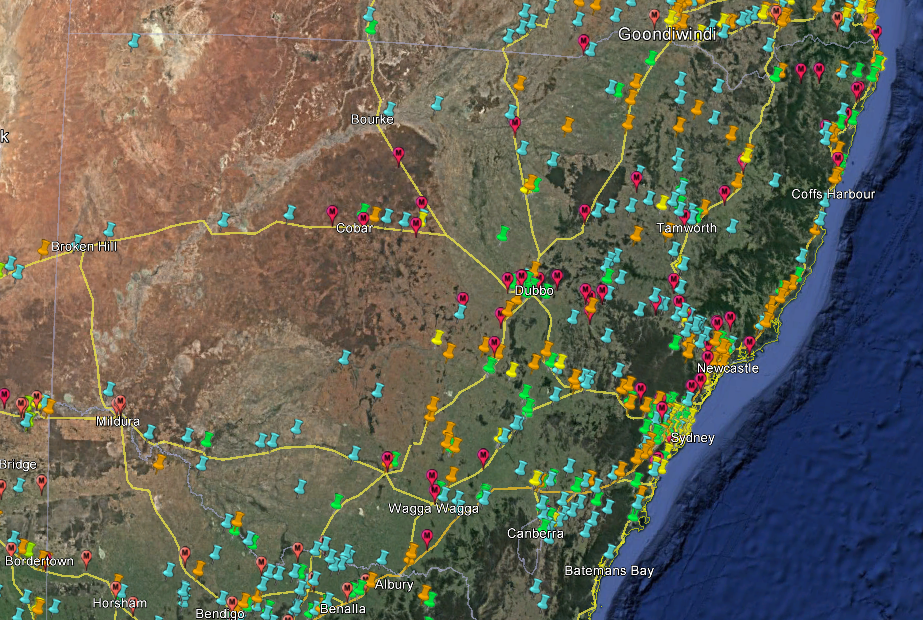 Goondiwindi
Bourke
k
Coffs Harbour
Cobar
Tamworth
Broken Hill
Dubbo
Newcastle
Mildura
Sydney
Bridge
Wagga Wagga
Canberra
Bordertown
Batemans Bay
Albury
Horsham
Benalla
Bendigo